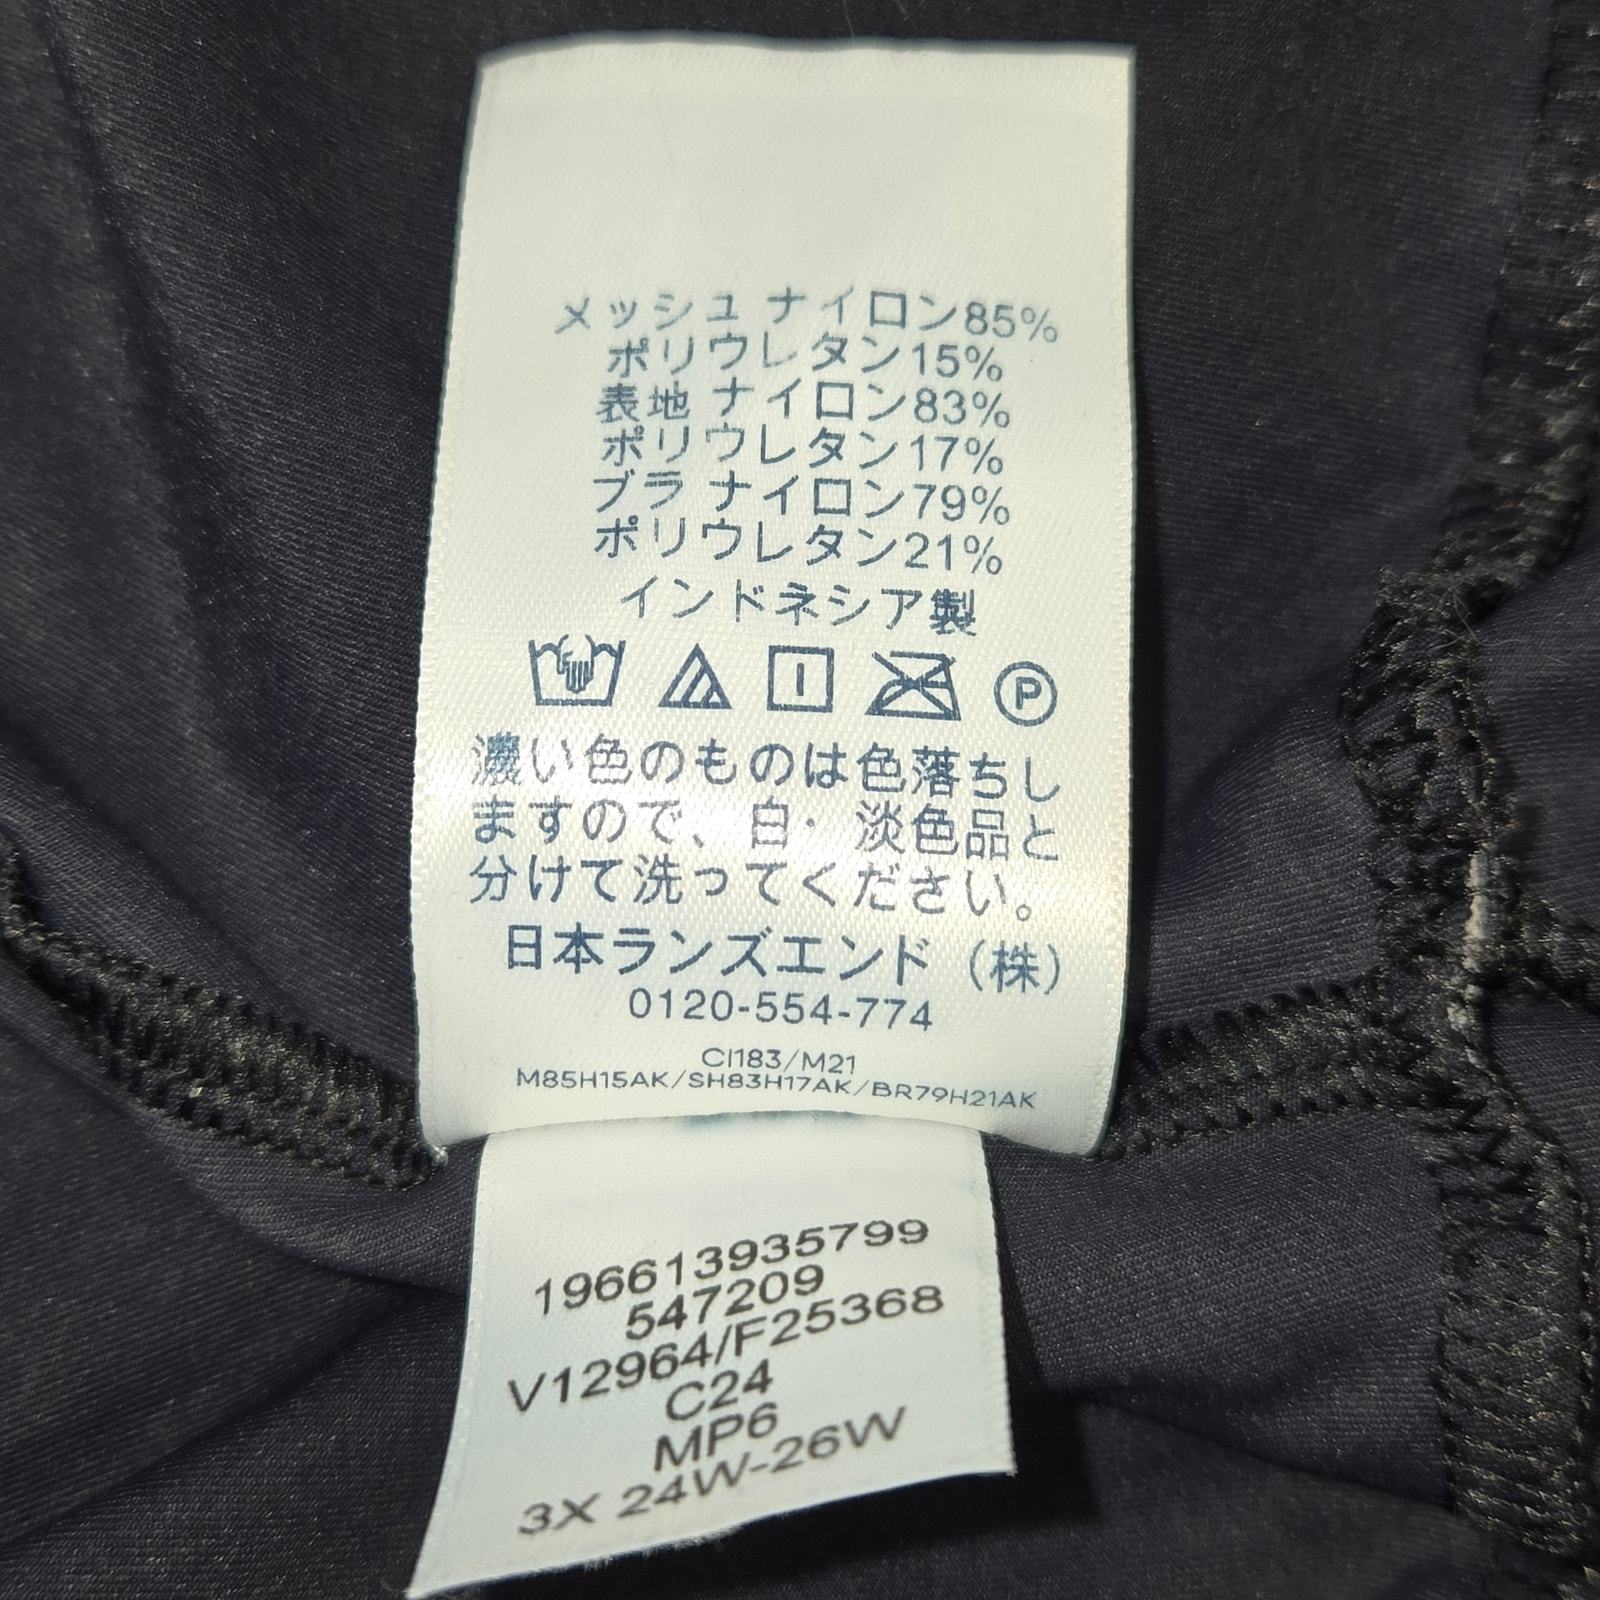 メッシュ ナイロン85%
ポリウレタン15%
表地 ナイロン83%
ポリウレタン17%
ブラ ナイロン79%
ポリウレタン21%
インドネシア製
P
濃い色のものは色落ちし
ますので、白・淡色品と
分けて洗ってください。
日本ランズエンド（株）
0120-554-774
CI183/M21
M85H15AK/SH83H17AK/BR79H21AK
196613935799
547209
V12964/F25368
C24
MP6
3X 24W-26W